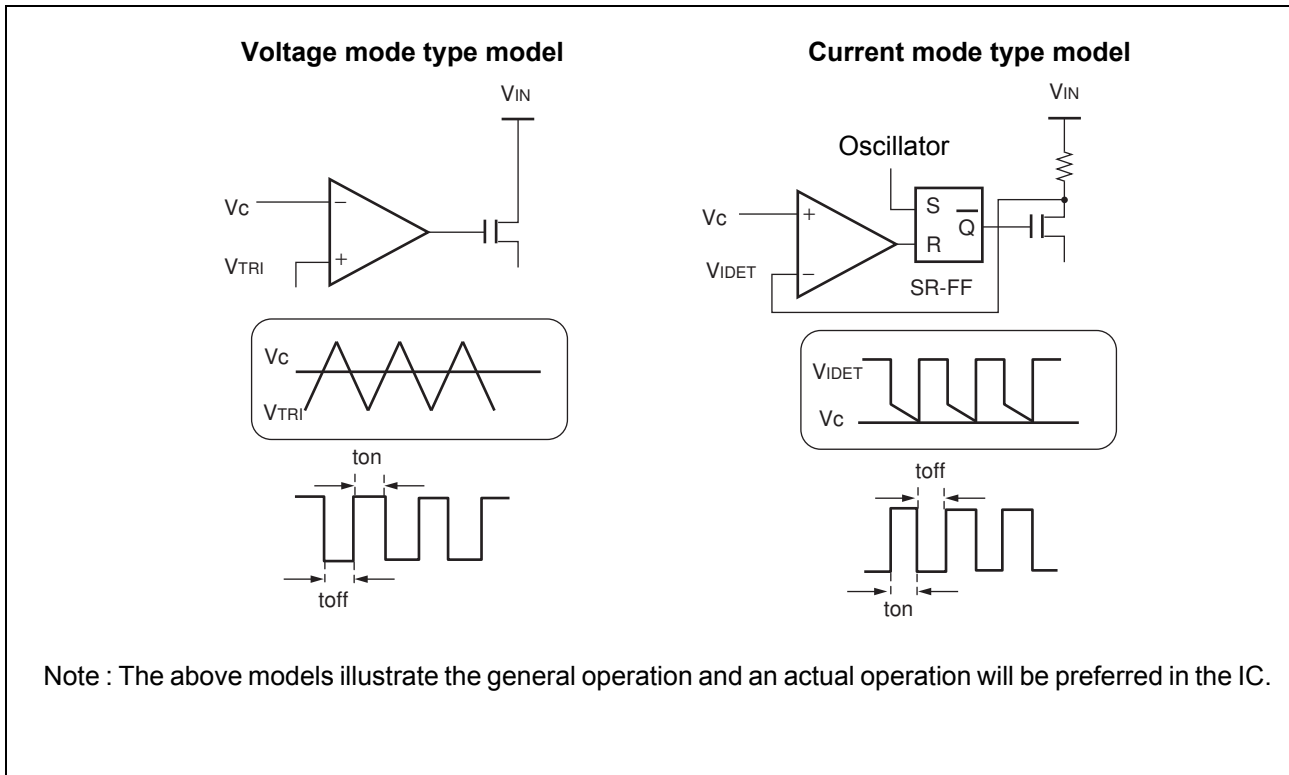 Voltage mode type model
VIN
Vc
−
VTRI
+
Vc
VTRI
ton
toff
Current mode type model
VIN
Oscillator
Vc
+
S
Q
R
VIDET
−
SR-FF
VIDET
Vc
toff
ton
Note : The above models illustrate the general operation and an actual operation will be preferred in the IC.